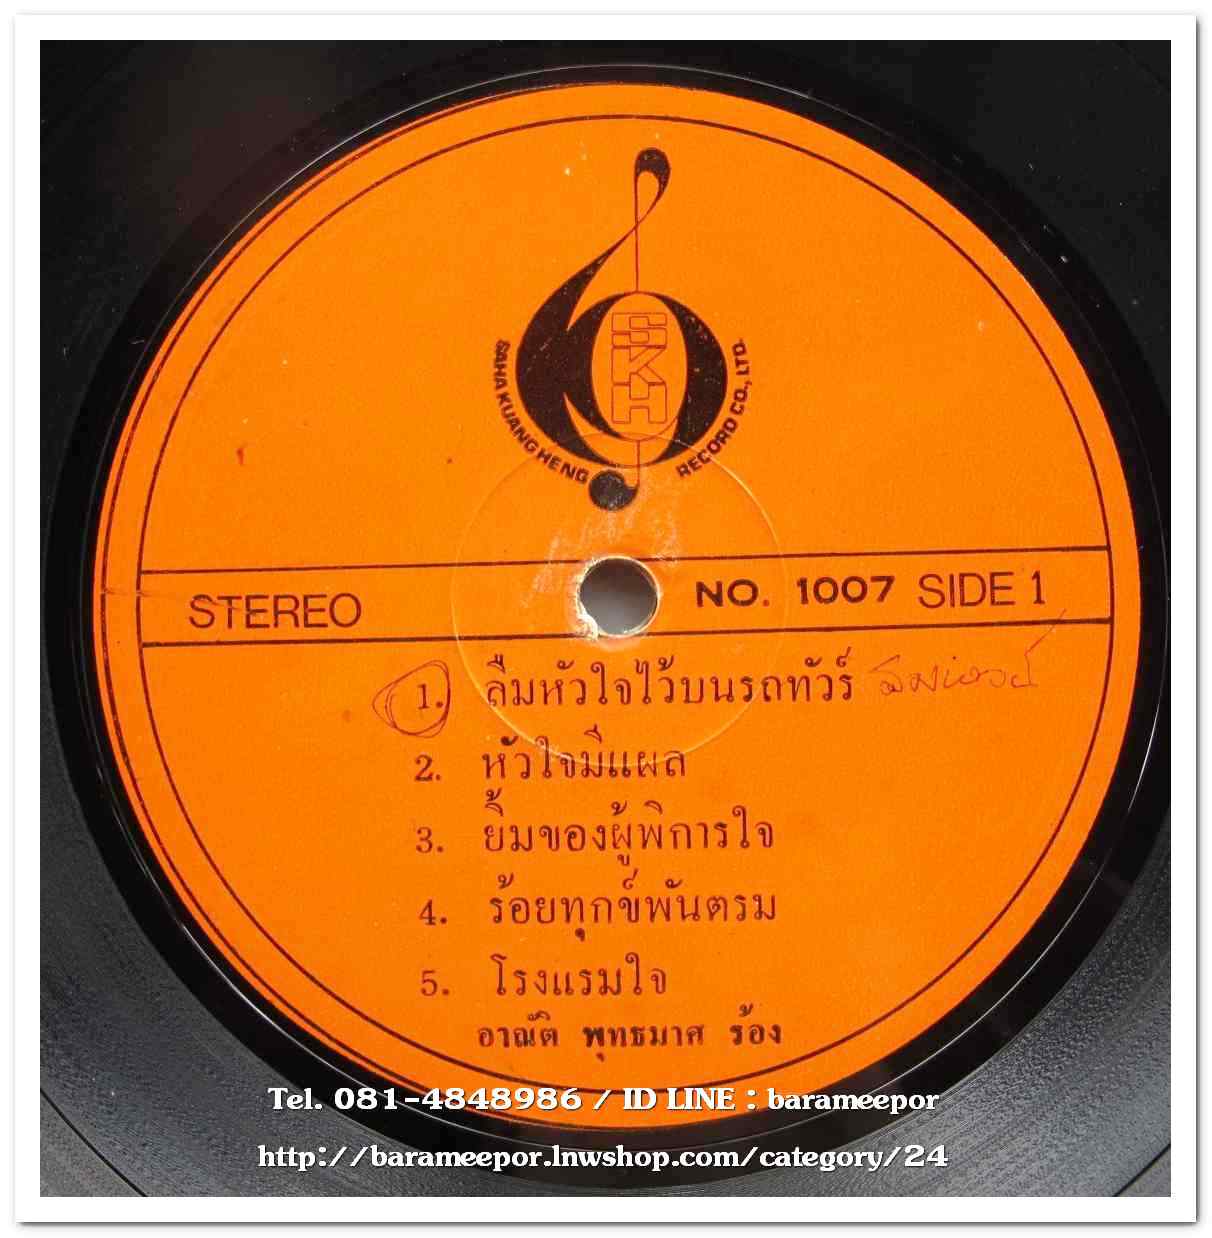 SKH
SAHAKUANGHENG RECORD CO., LTD.
STEREO NO. 1007 SIDE 1
1. ลืมหัวใจไว้บนรถทัวร์
2. หัวใจมีแผล
3. ยิ้มของผู้พิการใจ
4. ร้อยทุกข์พันตรม
5. โรงแรมใจ
อาณัติ พุทธมาศ ร้อง
Tel. 081-4848986 / ID LINE : barameepor
http://barameepor.lnwshop.com/category/24